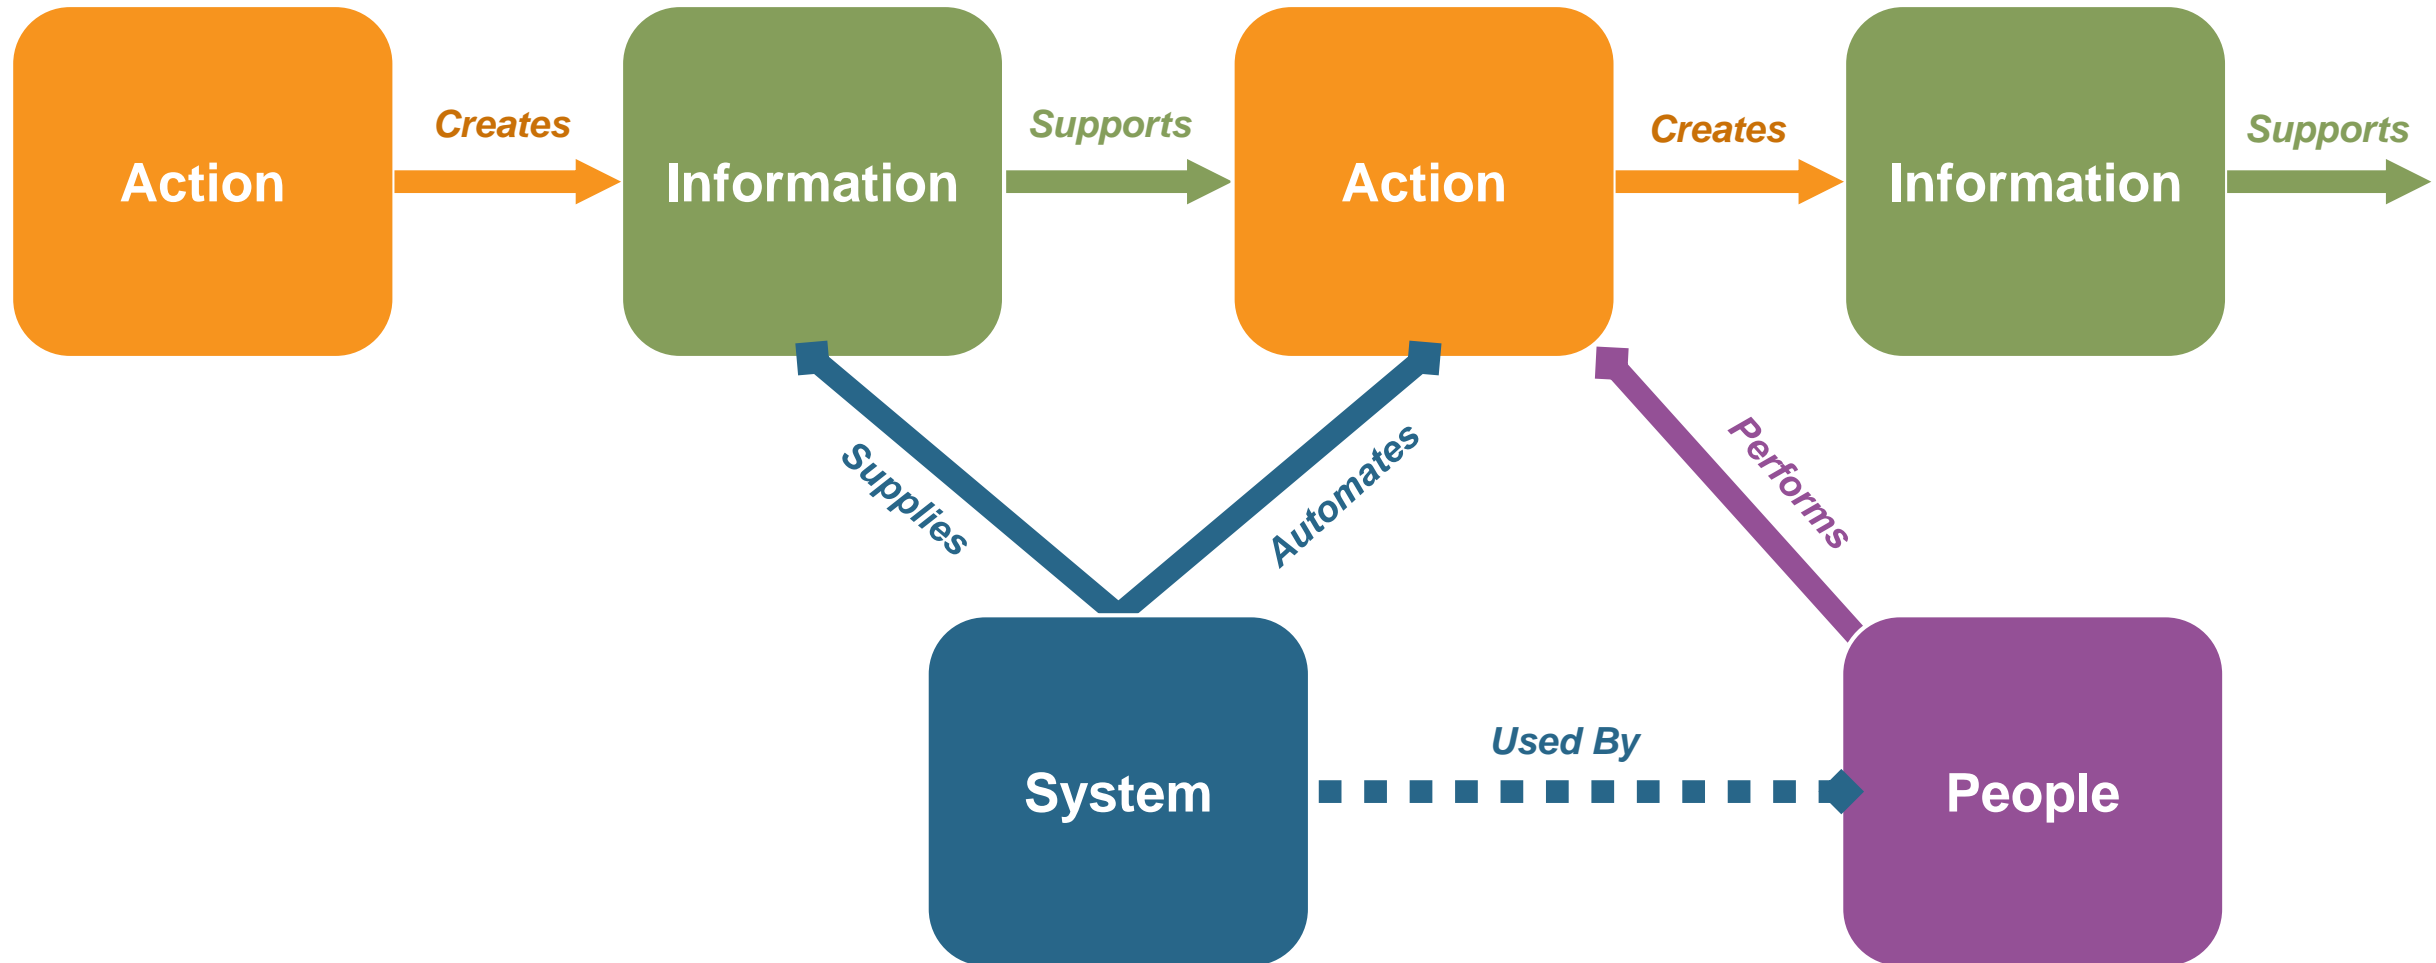 Creates
Supports
Creates
Supports
Action
Information
Action
Information
Supplies
Automates
Performs
Used By
System
People